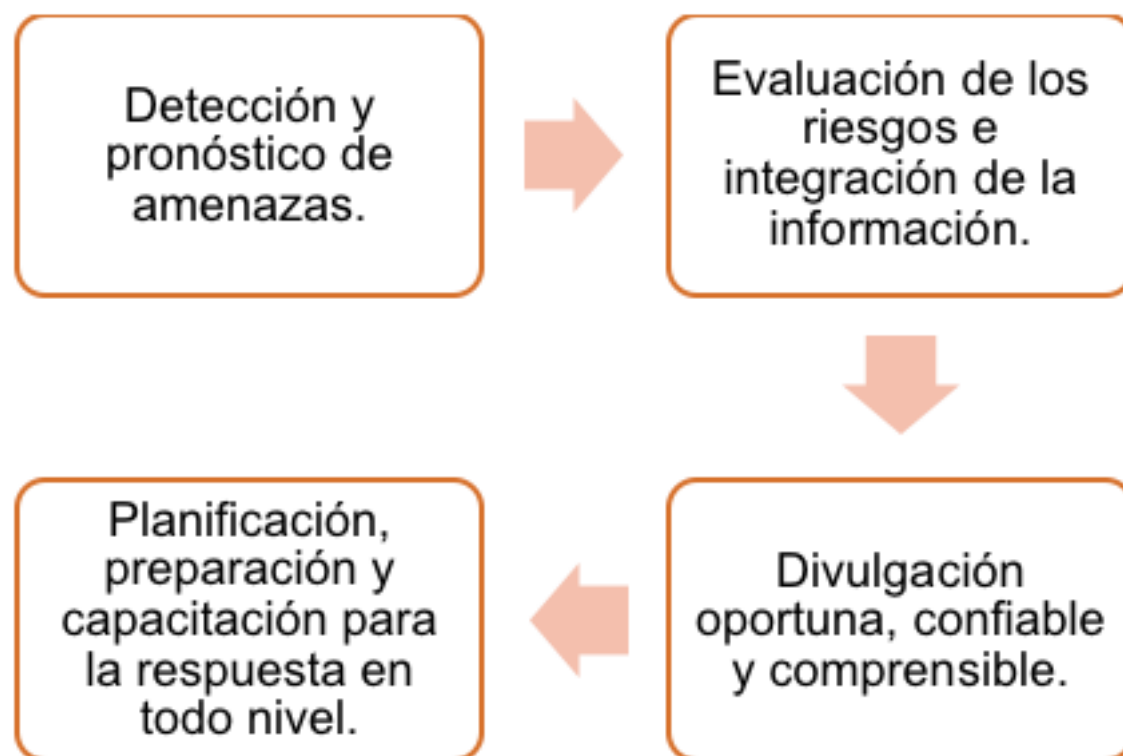 Detección y
pronóstico de
amenazas.
Evaluación de los
riesgos e
integración de la
información.
Divulgación
oportuna, confiable
y comprensible.
Planificación,
preparación y
capacitación para
la respuesta en
todo nivel.